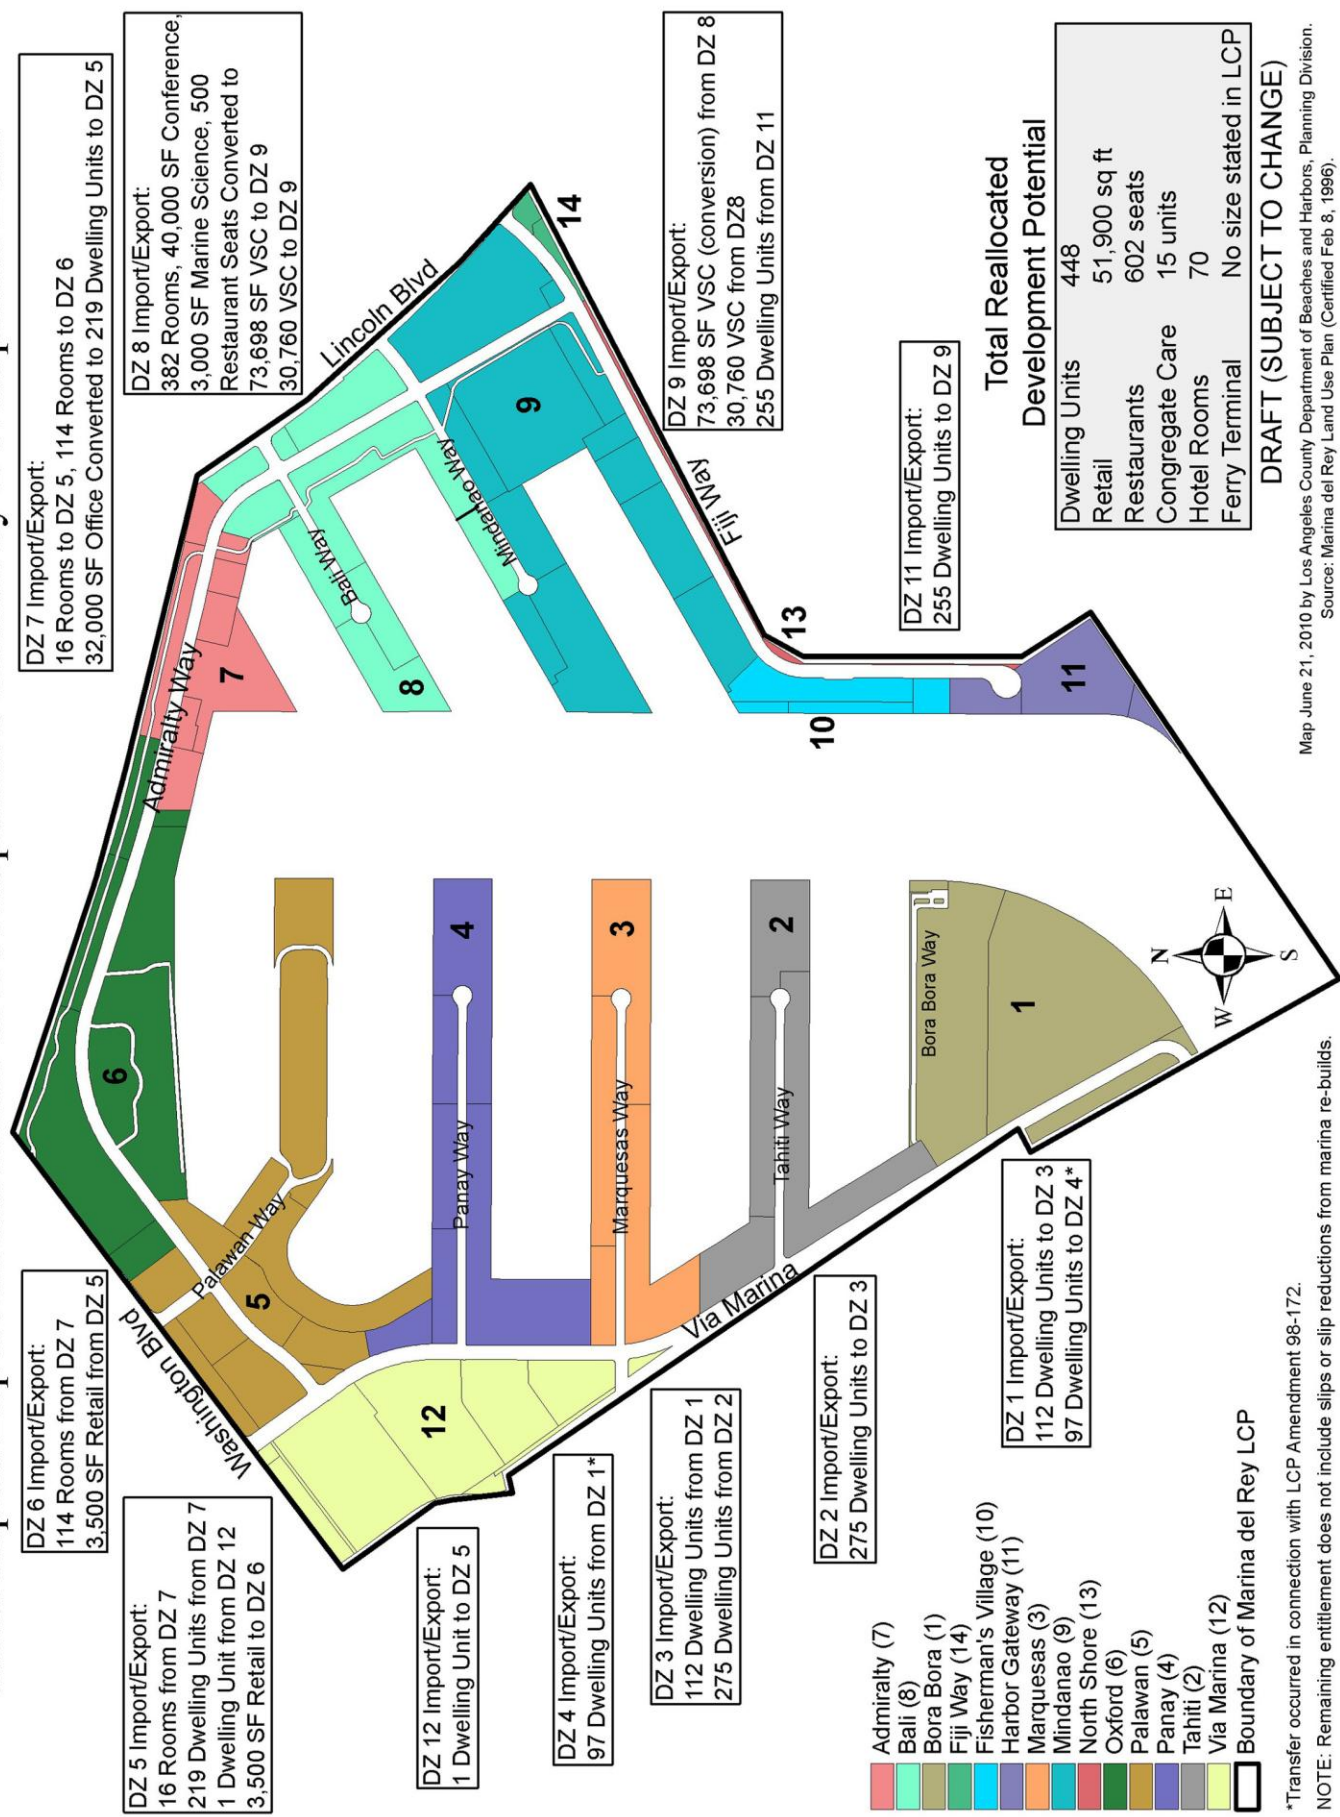 DZ 7 Import/Export:
16 Rooms to DZ 5, 114 Rooms to DZ 6
32,000 SF Office Converted to 219 Dwelling Units to DZ 5
DZ 8 Import/Export:
382 Rooms, 40,000 SF Conference,
3,000 SF Marine Science, 500
Restaurant Seats Converted to
73,698 SF VSC to DZ 9
30,760 VSC to DZ 9
DZ 6 Import/Export:
114 Rooms from DZ 7
3,500 SF Retail from DZ 5
DZ 5 Import/Export:
16 Rooms from DZ 7
219 Dwelling Units from DZ 7
1 Dwelling Unit from DZ 12
3,500 SF Retail to DZ 6
DZ 12 Import/Export:
1 Dwelling Unit to DZ 5
DZ 4 Import/Export:
97 Dwelling Units from DZ 1*
DZ 3 Import/Export:
112 Dwelling Units from DZ 1
275 Dwelling Units from DZ 2
DZ 2 Import/Export:
275 Dwelling Units to DZ 3
DZ 1 Import/Export:
112 Dwelling Units to DZ 3
97 Dwelling Units to DZ 4*
DZ 9 Import/Export:
73,698 SF VSC (conversion) from DZ 8
30,760 VSC from DZ8
255 Dwelling Units from DZ 11
DZ 11 Import/Export:
255 Dwelling Units to DZ 9
Washington Blvd
Palawan Way
Admiralty Way
Lincoln Blvd
Bali Way
Mindanao Way
Fiji Way
Panay Way
Marquesas Way
Tahiti Way
Via Marina
Bora Bora Way
6
7
5
8
9
14
4
12
3
13
10
2
11
1
N
W
E
S
Total Reallocated
Development Potential
Dwelling Units 448
Retail 51,900 sq ft
Restaurants 602 seats
Congregate Care 15 units
Hotel Rooms 70
Ferry Terminal No size stated in LCP
DRAFT (SUBJECT TO CHANGE)
Admiralty (7)
Bali (8)
Bora Bora (1)
Fiji Way (14)
Fisherman's Village (10)
Harbor Gateway (11)
Marquesas (3)
Mindanao (9)
North Shore (13)
Oxford (6)
Palawan (5)
Panay (4)
Tahiti (2)
Via Marina (12)
Boundary of Marina del Rey LCP
*Transfer occurred in connection with LCP Amendment 98-172.
NOTE: Remaining entitlement does not include slips or slip reductions from marina re-builds.
Map June 21, 2010 by Los Angeles County Department of Beaches and Harbors, Planning Division.
Source: Marina del Rey Land Use Plan (Certified Feb 8, 1996).